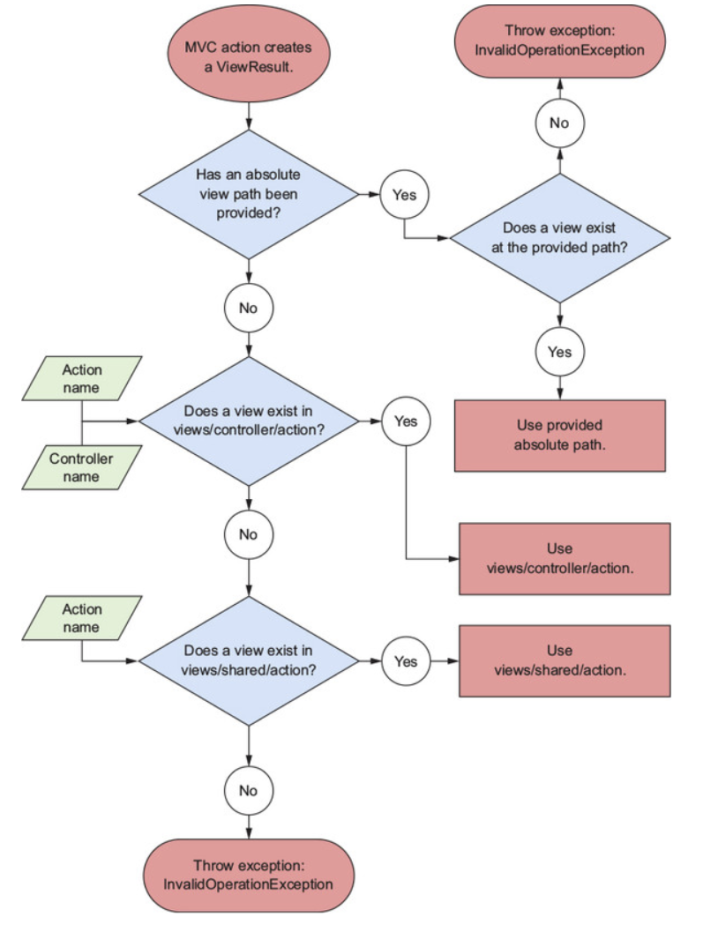 MVC action creates
a ViewResult.
Throw exception:
InvalidOperationException
No
Has an absolute
view path been
provided?
Yes
Does a view exist
at the provided path?
No
Yes
Action
name
Does a view exist in
views/controller/action?
Yes
Use provided
absolute path.
Controller
name
No
Use
views/controller/action.
Action
name
Does a view exist in
views/shared/action?
Yes
Use
views/shared/action.
No
Throw exception:
InvalidOperationException